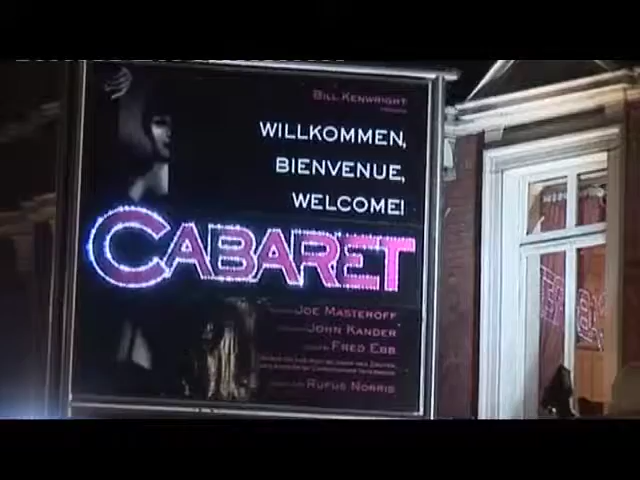 BILL KENWRIGHT
WILLKOMMEN,
BIENVENUE,
WELCOME!
CABARET
JOE MASTEROFF
JOHN KANDER
FRED EBB
RUFUS NORRIS